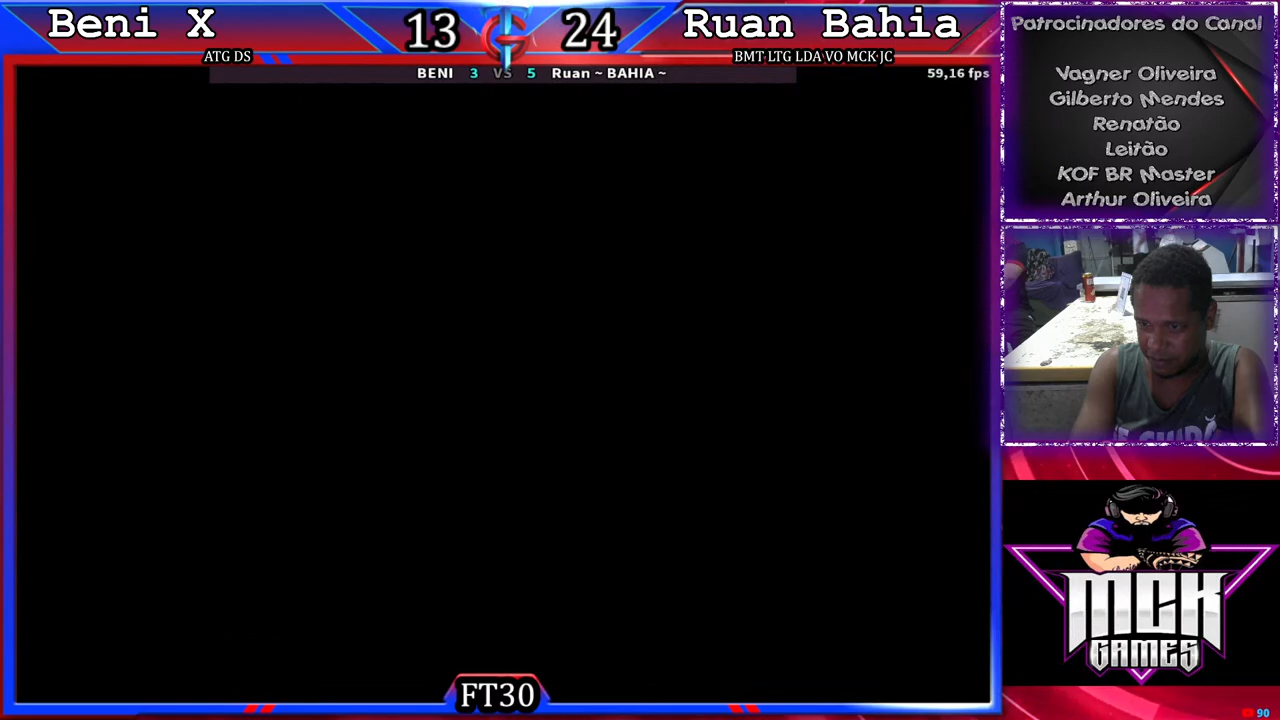 Beni X
13
24
Ruan Bahia
ATG DS
BMT LTG LDA VO MCK JC
BENI 3 VS 5 Ruan ~ BAHIA ~
59,16 fps
FT30
Patrocinadores do Canal
Vagner Oliveira
Gilberto Mendes
Renatão
Leitão
KOF BR Master
Arthur Oliveira
MCK
GAMES
90